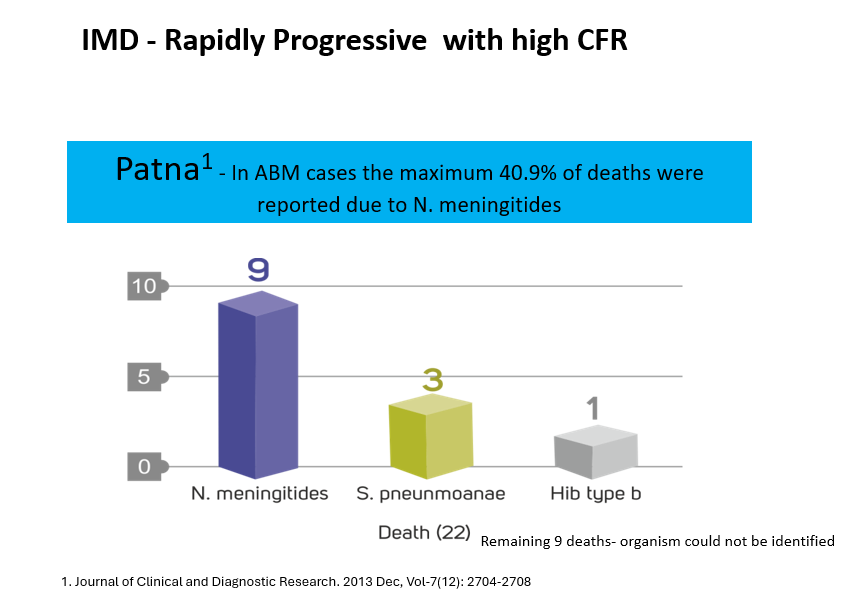 IMD - Rapidly Progressive with high CFR
Patna1 - In ABM cases the maximum 40.9% of deaths were
reported due to N. meningitides
9
10
5
3
1
0
N. meningitides S. pneunmoanae Hib type b
Death (22) Remaining 9 deaths- organism could not be identified
1. Journal of Clinical and Diagnostic Research. 2013 Dec, Vol-7(12): 2704-2708